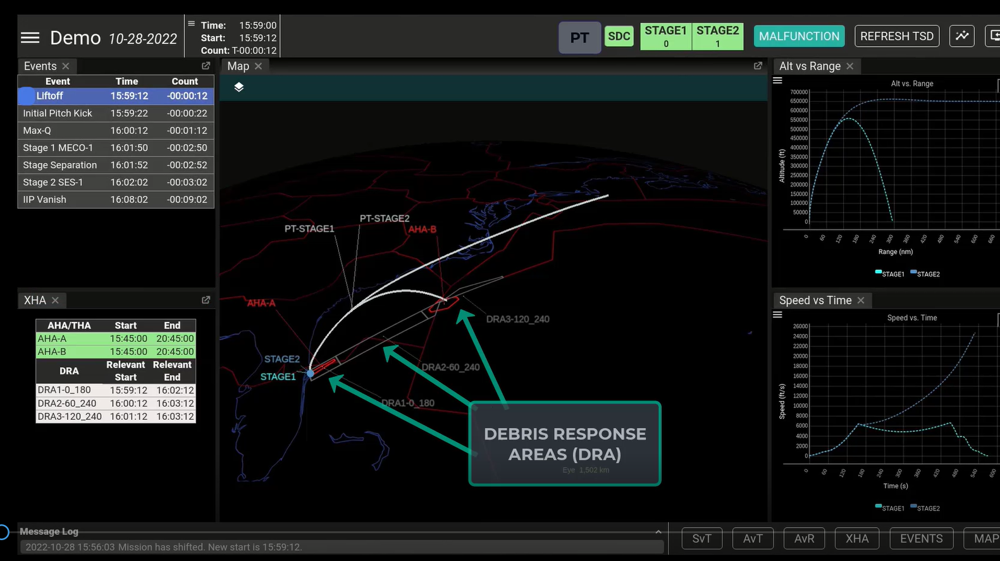 Demo 10-28-2022
Time: 15:59:00
Start: 15:59:12
Count: T-00:00:12
PT
SDC
STAGE1 STAGE2
0 1
MALFUNCTION
REFRESH TSD
Events
Event Time Count
Liftoff 15:59:12 -00:00:12
Initial Pitch Kick 15:59:22 -00:00:22
Max-Q 16:00:12 -00:01:12
Stage 1 MECO-1 16:01:50 -00:02:50
Stage Separation 16:01:52 -00:02:52
Stage 2 SES-1 16:02:02 -00:03:02
IIP Vanish 16:08:02 -00:09:02
XHA
AHA/THA Start End
AHA-A 15:45:00 20:45:00
AHA-B 15:45:00 20:45:00
DRA Relevant Start Relevant End
DRA1-0_180 15:59:12 16:02:12
DRA2-60_240 16:00:12 16:03:12
DRA3-120_240 16:01:12 16:03:12
Map
PT-STAGE2
PT-STAGE1
AHA-B
AHA-A
DRA3-120_240
STAGE2
DRA2-60_240
STAGE1
DRA1-0_180
DEBRIS RESPONSE
AREAS (DRA)
Eye 1,502 km
Alt vs Range
Alt vs. Range
700000
650000
600000
550000
500000
450000
400000
350000
300000
250000
200000
150000
100000
50000
0
Altitude (ft)
0 60 120 180 240 300 360 420 480 540 600 660
Range (nm)
STAGE1 STAGE2
Speed vs Time
Speed vs. Time
26000
24000
22000
20000
18000
16000
14000
12000
10000
8000
6000
4000
2000
0
Speed (ft/s)
0 60 120 180 240 300 360 420 480 540 600
Time (s)
STAGE1 STAGE2
Message Log
2022-10-28 15:56:03 Mission has shifted. New start is 15:59:12.
SvT AvT AvR XHA EVENTS MAP